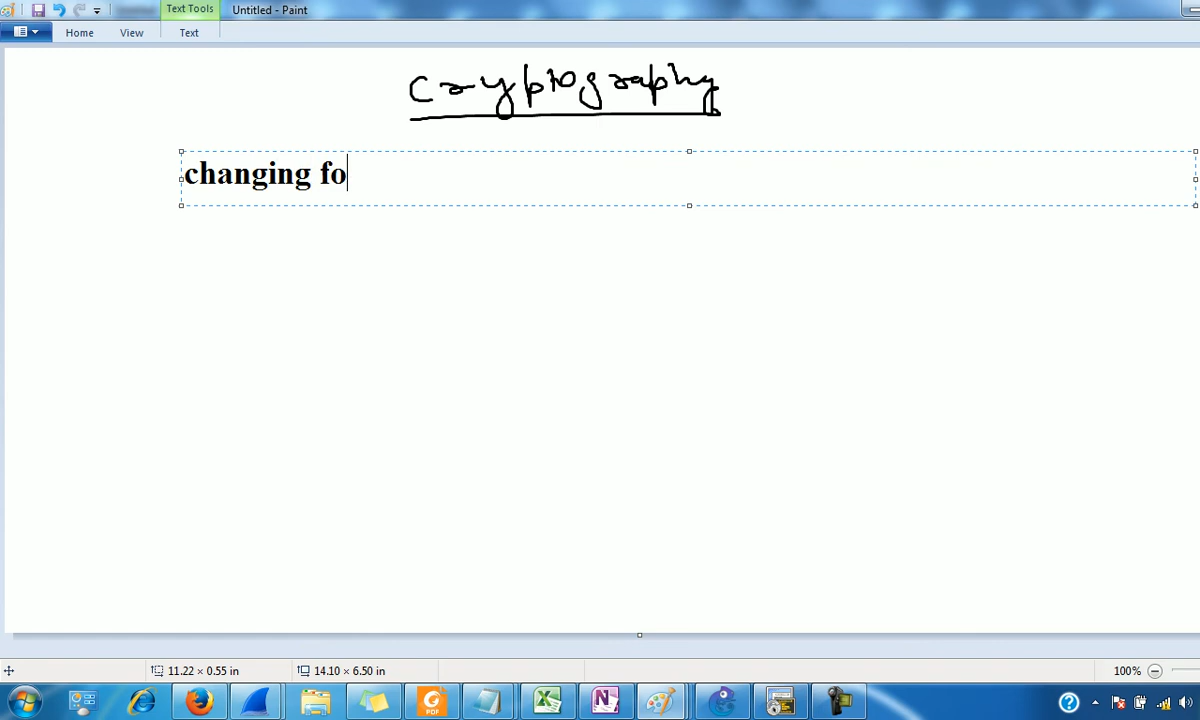 Text Tools
Untitled - Paint
Home
View
Text
Cryptography
changing fo
11.22 × 0.55 in
14.10 × 6.50 in
100%
PDF